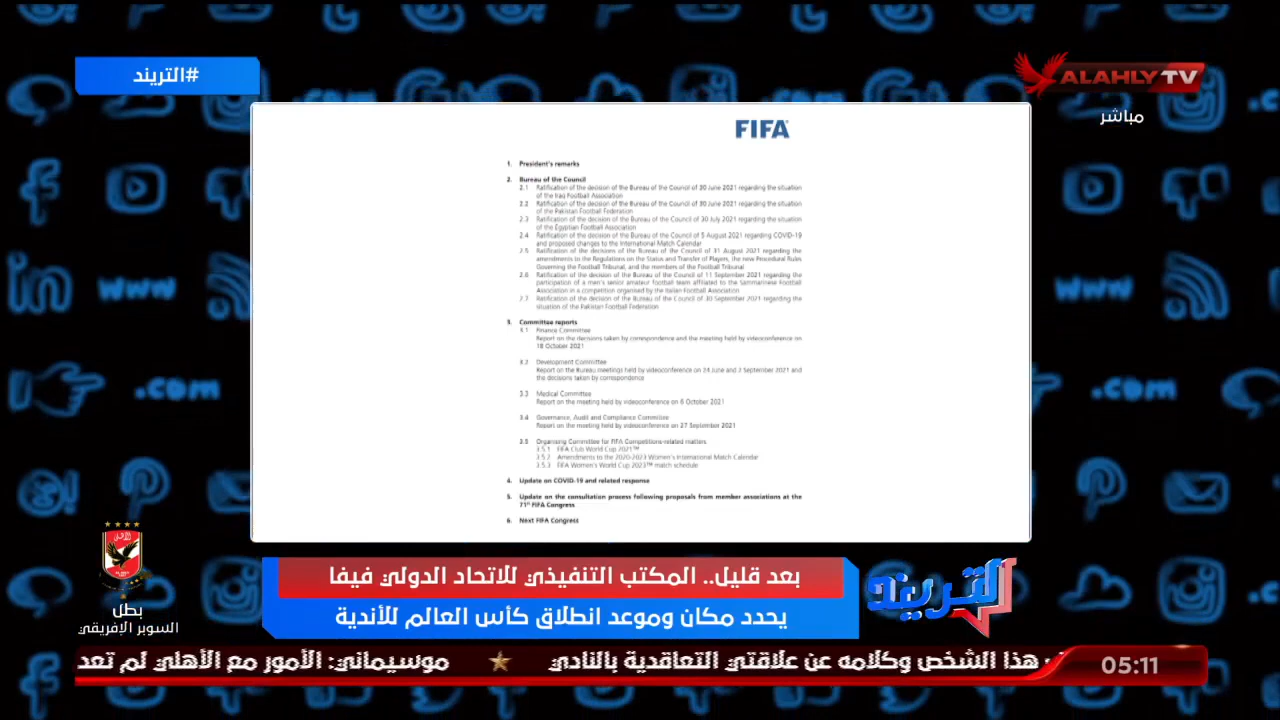 #التريند
ALAHLY TV
مباشر
FIFA
1. President's remarks
2. Bureau of the Council
2.1 Ratification of the decision of the Bureau of the Council of 30 June 2021 regarding the situation
of the Iraq Football Association
2.2 Ratification of the decision of the Bureau of the Council of 30 June 2021 regarding the situation
of the Pakistan Football Federation
2.3 Ratification of the decision of the Bureau of the Council of 30 July 2021 regarding the situation
of the Egyptian Football Association
2.4 Ratification of the decision of the Bureau of the Council of 5 August 2021 regarding COVID-19
and proposed changes to the International Match Calendar
2.5 Ratification of the decisions of the Bureau of the Council of 31 August 2021 regarding the
amendments to the Regulations on the Status and Transfer of Players, the new Procedural Rules
Governing the Football Tribunal, and the members of the Football Tribunal
2.6 Ratification of the decision of the Bureau of the Council of 11 September 2021 regarding the
participation of a men's senior amateur football team affiliated to the Sammarinese Football
Association in a competition organised by the Italian Football Association
2.7 Ratification of the decision of the Bureau of the Council of 30 September 2021 regarding the
situation of the Pakistan Football Federation
3. Committee reports
3.1 Finance Committee
Report on the decisions taken by correspondence and the meeting held by videoconference on
18 October 2021
3.2 Development Committee
Report on the Bureau meetings held by videoconference on 24 June and 2 September 2021 and
the decisions taken by correspondence
3.3 Medical Committee
Report on the meeting held by videoconference on 6 October 2021
3.4 Governance, Audit and Compliance Committee
Report on the meeting held by videoconference on 27 September 2021
3.5 Organising Committee for FIFA Competitions-related matters
3.5.1 FIFA Club World Cup 2021™
3.5.2 Amendments to the 2020-2023 Women's International Match Calendar
3.5.3 FIFA Women's World Cup 2023™ match schedule
4. Update on COVID-19 and related response
5. Update on the consultation process following proposals from member associations at the
71st FIFA Congress
6. Next FIFA Congress
www
.com
www
.com
بطل
السوبر الإفريقي
التريند
بعد قليل.. المكتب التنفيذي للاتحاد الدولي فيفا
يحدد مكان وموعد انطلاق كأس العالم للأندية
هذا الشخص وكلامه عن علاقتي التعاقدية بالنادي ★ موسيماني: الأمور مع الأهلي لم تعد
05:11